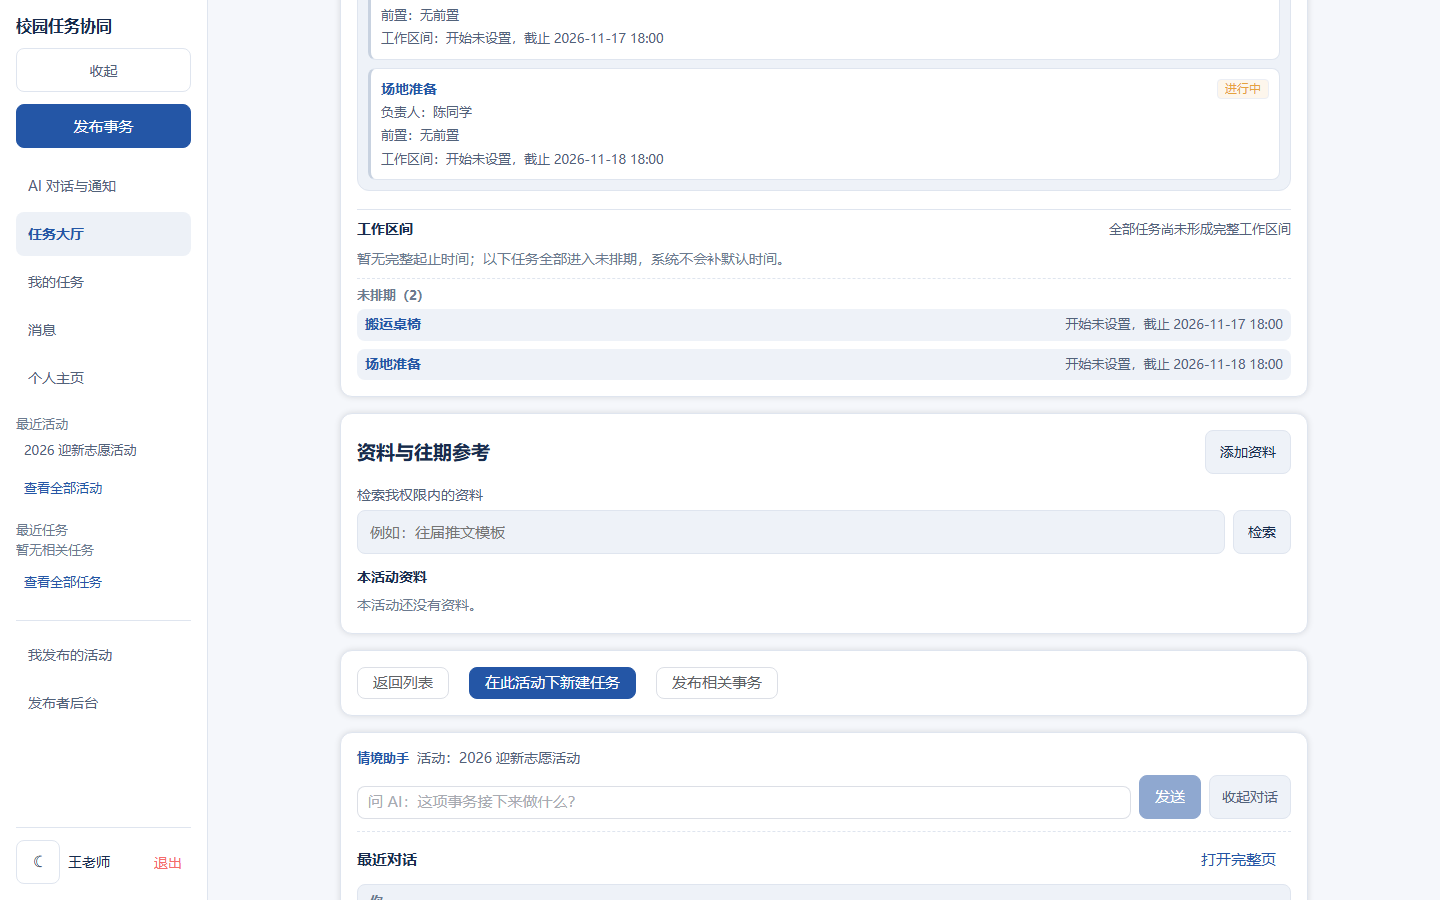 校园任务协同
收起
发布事务
AI 对话与通知
任务大厅
我的任务
消息
个人主页
最近活动
2026 迎新志愿活动
查看全部活动
最近任务
暂无相关任务
查看全部任务
我发布的活动
发布者后台
王老师
退出
前置：无前置
工作区间：开始未设置，截止 2026-11-17 18:00
场地准备
进行中
负责人：陈同学
前置：无前置
工作区间：开始未设置，截止 2026-11-18 18:00
工作区间
全部任务尚未形成完整工作区间
暂无完整起止时间；以下任务全部进入未排期，系统不会补默认时间。
未排期（2）
搬运桌椅
开始未设置，截止 2026-11-17 18:00
场地准备
开始未设置，截止 2026-11-18 18:00
资料与往期参考
添加资料
检索我权限内的资料
例如：往届推文模板
检索
本活动资料
本活动还没有资料。
返回列表
在此活动下新建任务
发布相关事务
情境助手 活动：2026 迎新志愿活动
问 AI：这项事务接下来做什么？
发送
收起对话
最近对话
打开完整页